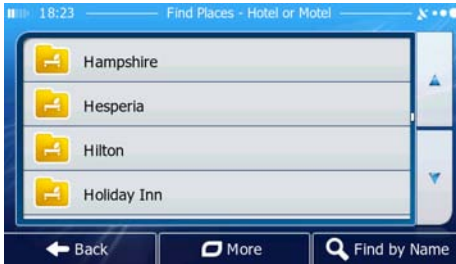 18:23 Find Places - Hotel or Motel
Hampshire
Hesperia
Hilton
Holiday Inn
Back More Find by Name